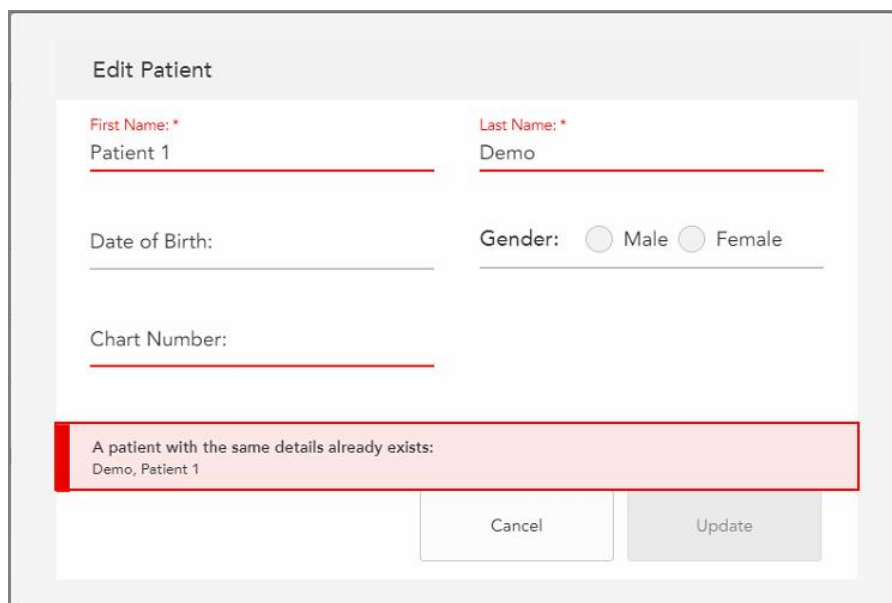 Edit Patient
First Name: * Last Name: *
Patient 1 Demo
Date of Birth: Gender: Male Female
Chart Number:
A patient with the same details already exists:
Demo, Patient 1
Cancel Update